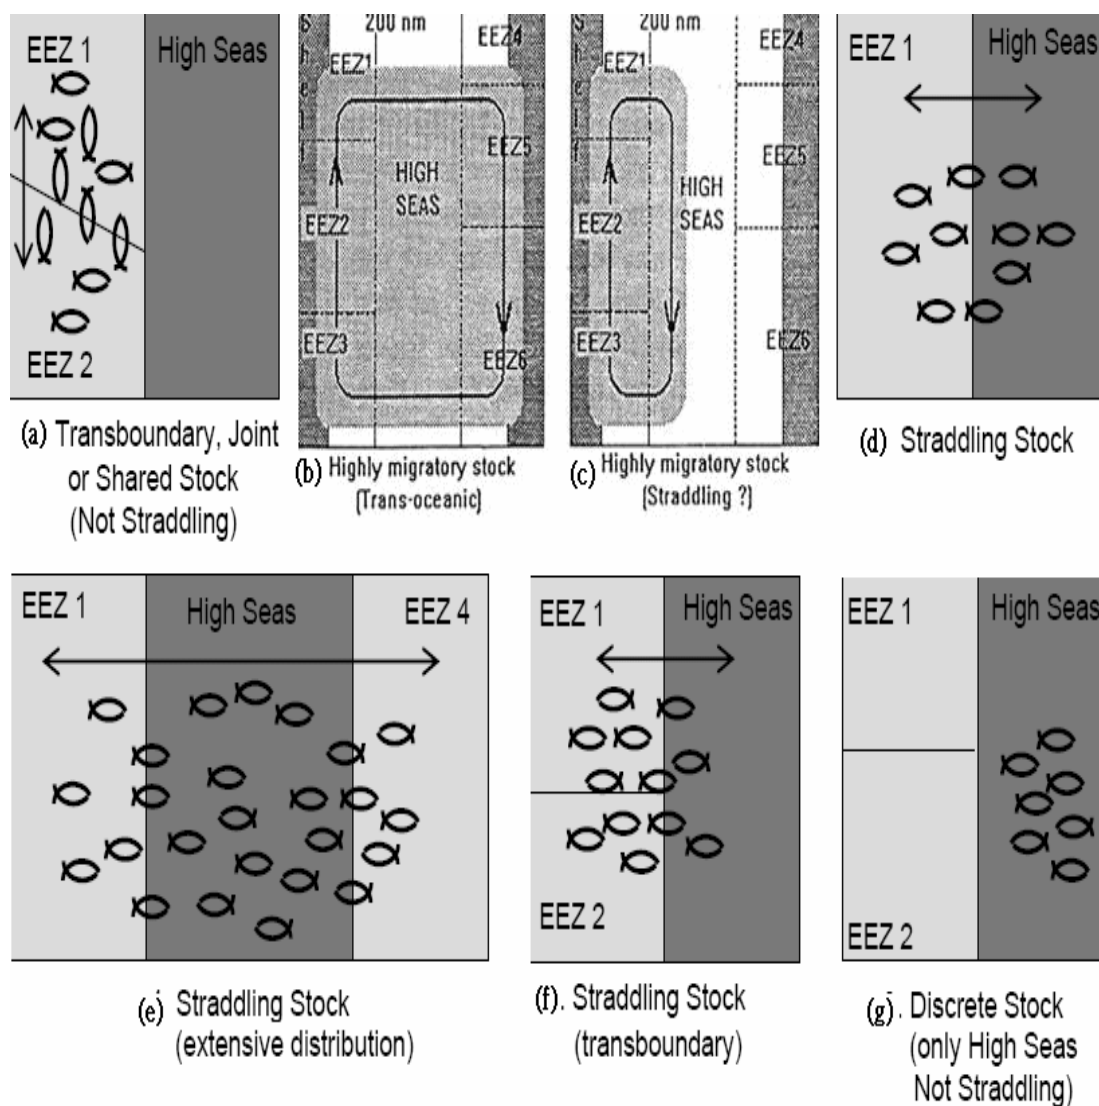 EEZ 1
High Seas
EEZ 2
(a) Transboundary, Joint
or Shared Stock
(Not Straddling)
200 nm
Shelf
EEZ1
EEZ4
HIGH
SEAS
EEZ5
EEZ2
EEZ3
EEZ6
(b) Highly migratory stock
(Trans-oceanic)
200 nm
Shelf
EEZ1
EEZ4
HIGH
SEAS
EEZ5
EEZ2
EEZ3
EEZ6
(c) Highly migratory stock
(Straddling ?)
EEZ 1
High Seas
(d) Straddling Stock
EEZ 1
High Seas
EEZ 4
(e) Straddling Stock
(extensive distribution)
EEZ 1
High Seas
EEZ 2
(f). Straddling Stock
(transboundary)
EEZ 1
High Seas
EEZ 2
(g). Discrete Stock
(only High Seas
Not Straddling)